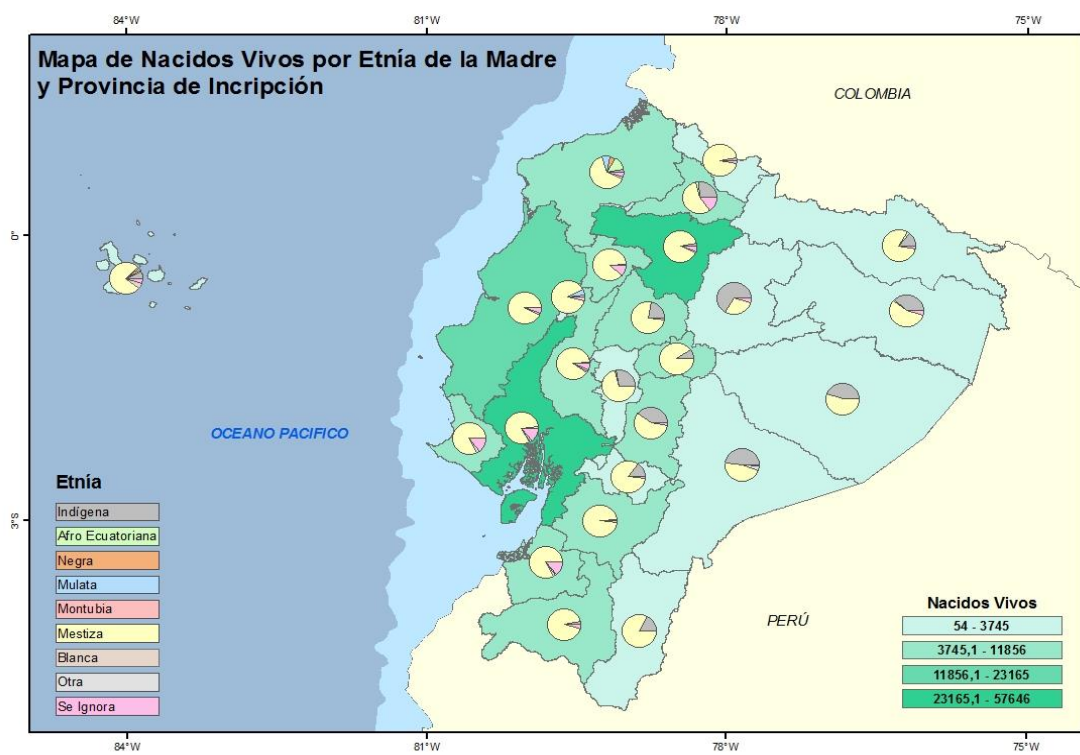 84°W
81°W
78°W
75°W
Mapa de Nacidos Vivos por Etnía de la Madre
y Provincia de Incripción
COLOMBIA
0°
0°
OCEANO PACIFICO
Etnía
Indígena
Afro Ecuatoriana
Negra
Mulata
Montubia
Mestiza
Blanca
Otra
Se Ignora
3°S
3°S
PERÚ
Nacidos Vivos
54 - 3745
3745,1 - 11856
11856,1 - 23165
23165,1 - 57646
84°W
81°W
78°W
75°W